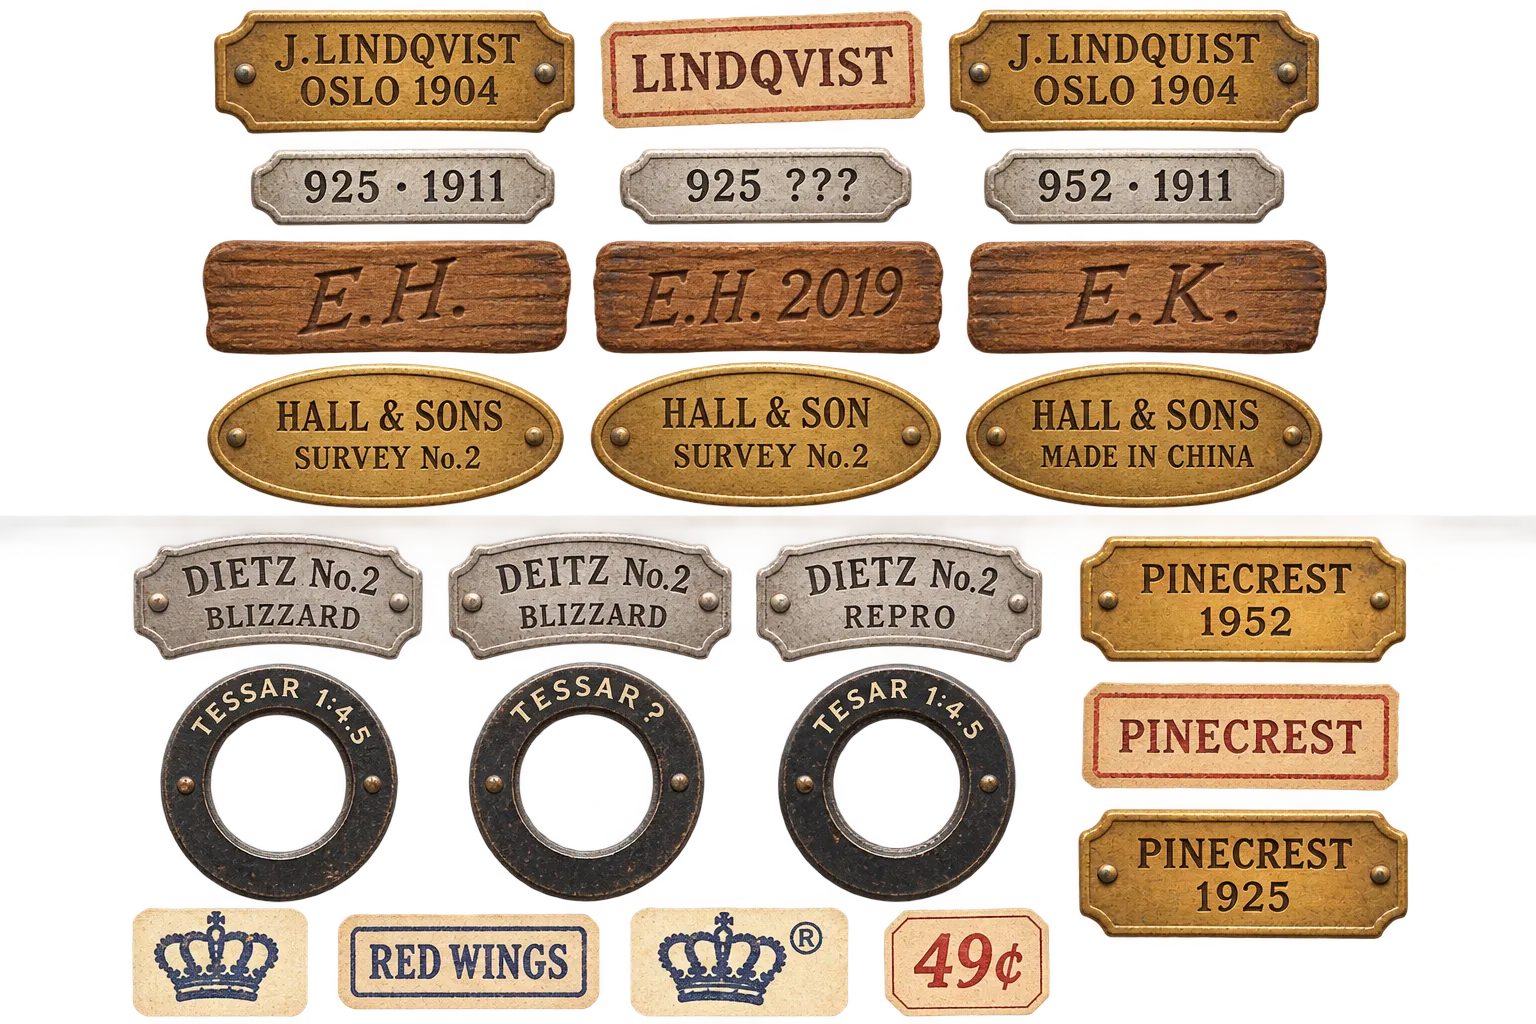 J.LINDQVIST
OSLO 1904
LINDQVIST
J.LINDQUIST
OSLO 1904
925 · 1911
925 ???
952 · 1911
E.H.
E.H. 2019
E.K.
HALL & SONS
SURVEY No.2
HALL & SON
SURVEY No.2
HALL & SONS
MADE IN CHINA
DIETZ No.2
BLIZZARD
DEITZ No.2
BLIZZARD
DIETZ No.2
REPRO
PINECREST
1952
TESSAR 1:4.5
TESSAR ?
TESAR 1:4.5
PINECREST
PINECREST
1925
RED WINGS
®
49¢